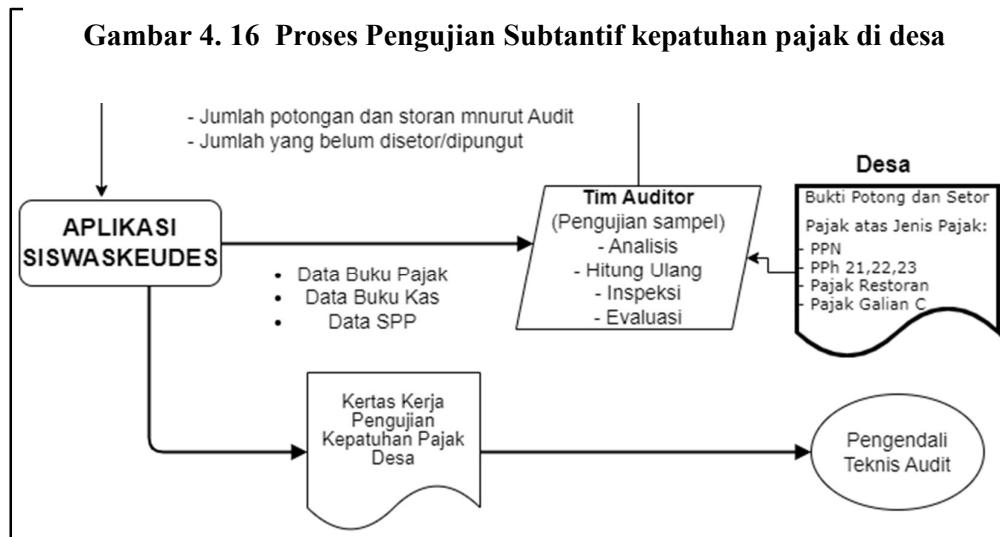 Gambar 4. 16 Proses Pengujian Subtantif kepatuhan pajak di desa
- Jumlah potongan dan storan mnurut Audit
- Jumlah yang belum disetor/dipungut
APLIKASI
SISWASKEUDES
• Data Buku Pajak
• Data Buku Kas
• Data SPP
Tim Auditor
(Pengujian sampel)
- Analisis
- Hitung Ulang
- Inspeksi
- Evaluasi
Desa
Bukti Potong dan Setor
Pajak atas Jenis Pajak:
- PPN
- PPh 21,22,23
- Pajak Restoran
- Pajak Galian C
Kertas Kerja
Pengujian
Kepatuhan Pajak
Desa
Pengendali
Teknis Audit